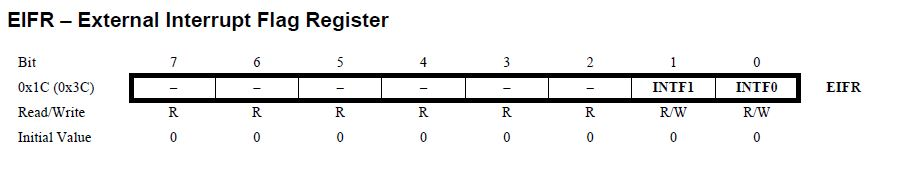 EIFR – External Interrupt Flag Register
Bit 7 6 5 4 3 2 1 0
0x1C (0x3C) – – – – – – INTF1 INTF0 EIFR
Read/Write R R R R R R R/W R/W
Initial Value 0 0 0 0 0 0 0 0